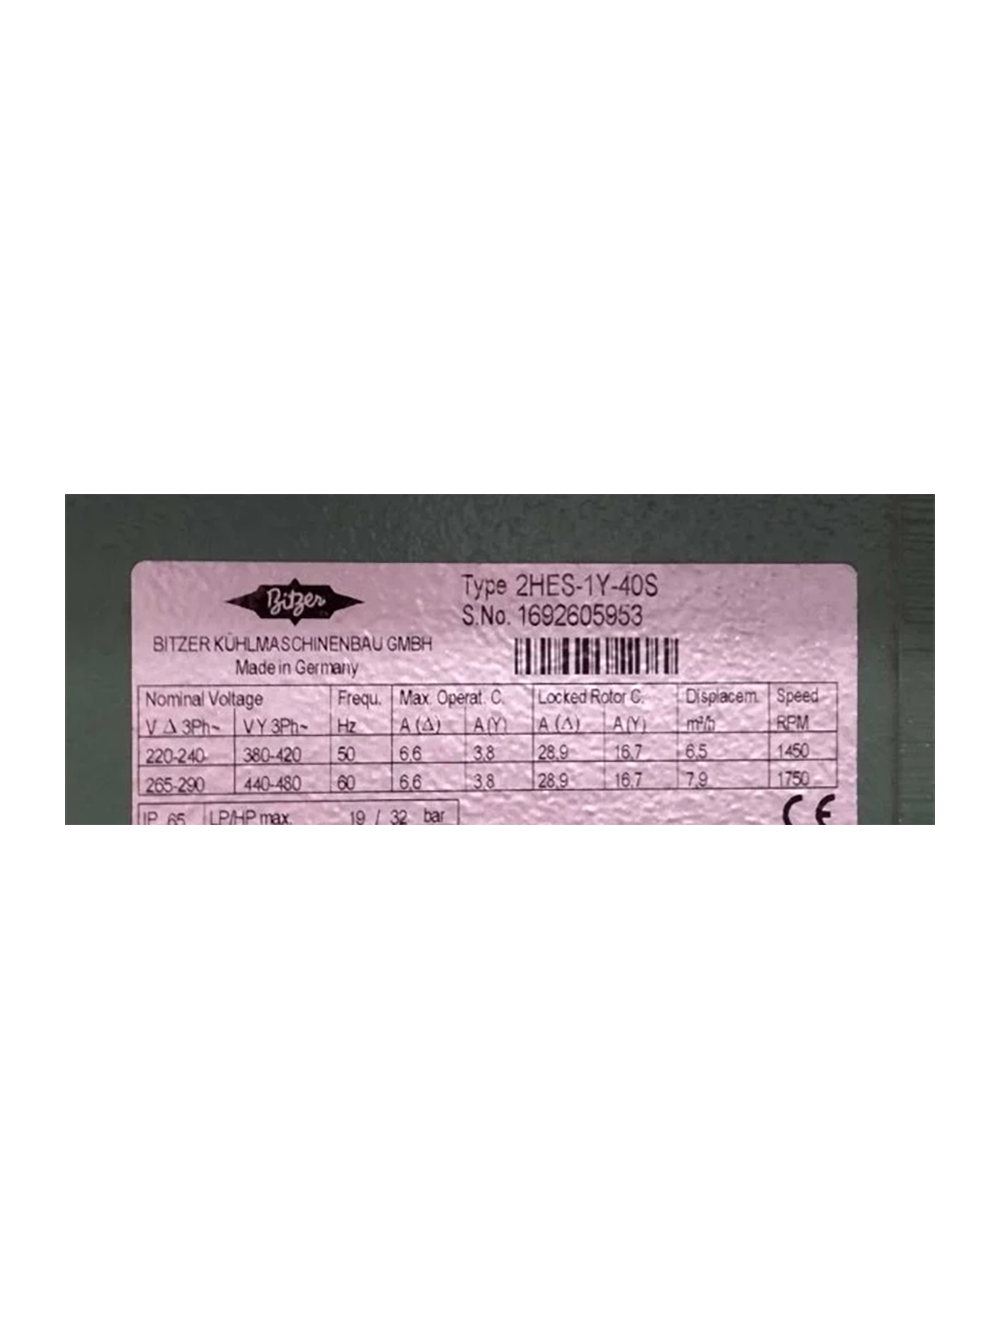 Bitzer
Type 2HES-1Y-40S
S.No. 1692605953
BITZER KÜHLMASCHINENBAU GMBH
Made in Germany
Nominal Voltage Frequ. Max. Operat. C. Locked Rotor C. Displacem. Speed
V Δ 3Ph~ V Y 3Ph~ Hz A (Δ) A (Y) A (Δ) A (Y) m³/h RPM
220-240 380-420 50 6,6 3,8 28,9 16,7 6,5 1450
265-290 440-480 60 6,6 3,8 28,9 16,7 7,9 1750
IP 65 LP/HP max. 19 / 32 bar CE